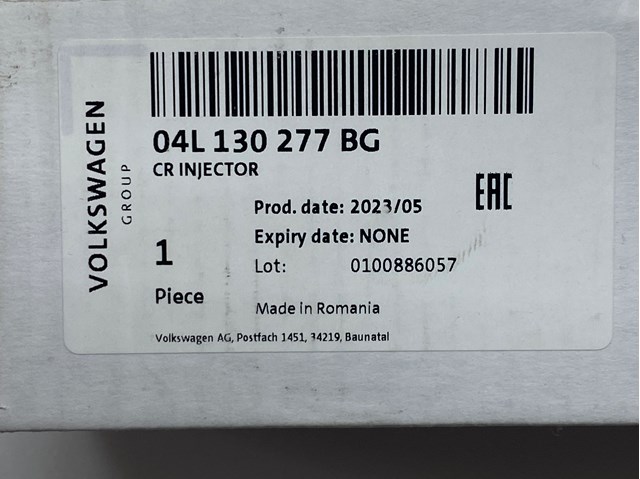 VOLKSWAGEN
GROUP
04L 130 277 BG
CR INJECTOR
EAC
Prod. date: 2023/05
Expiry date: NONE
Lot: 0100886057
1
Piece
Made in Romania
Volkswagen AG, Postfach 1451, 34219, Baunatal